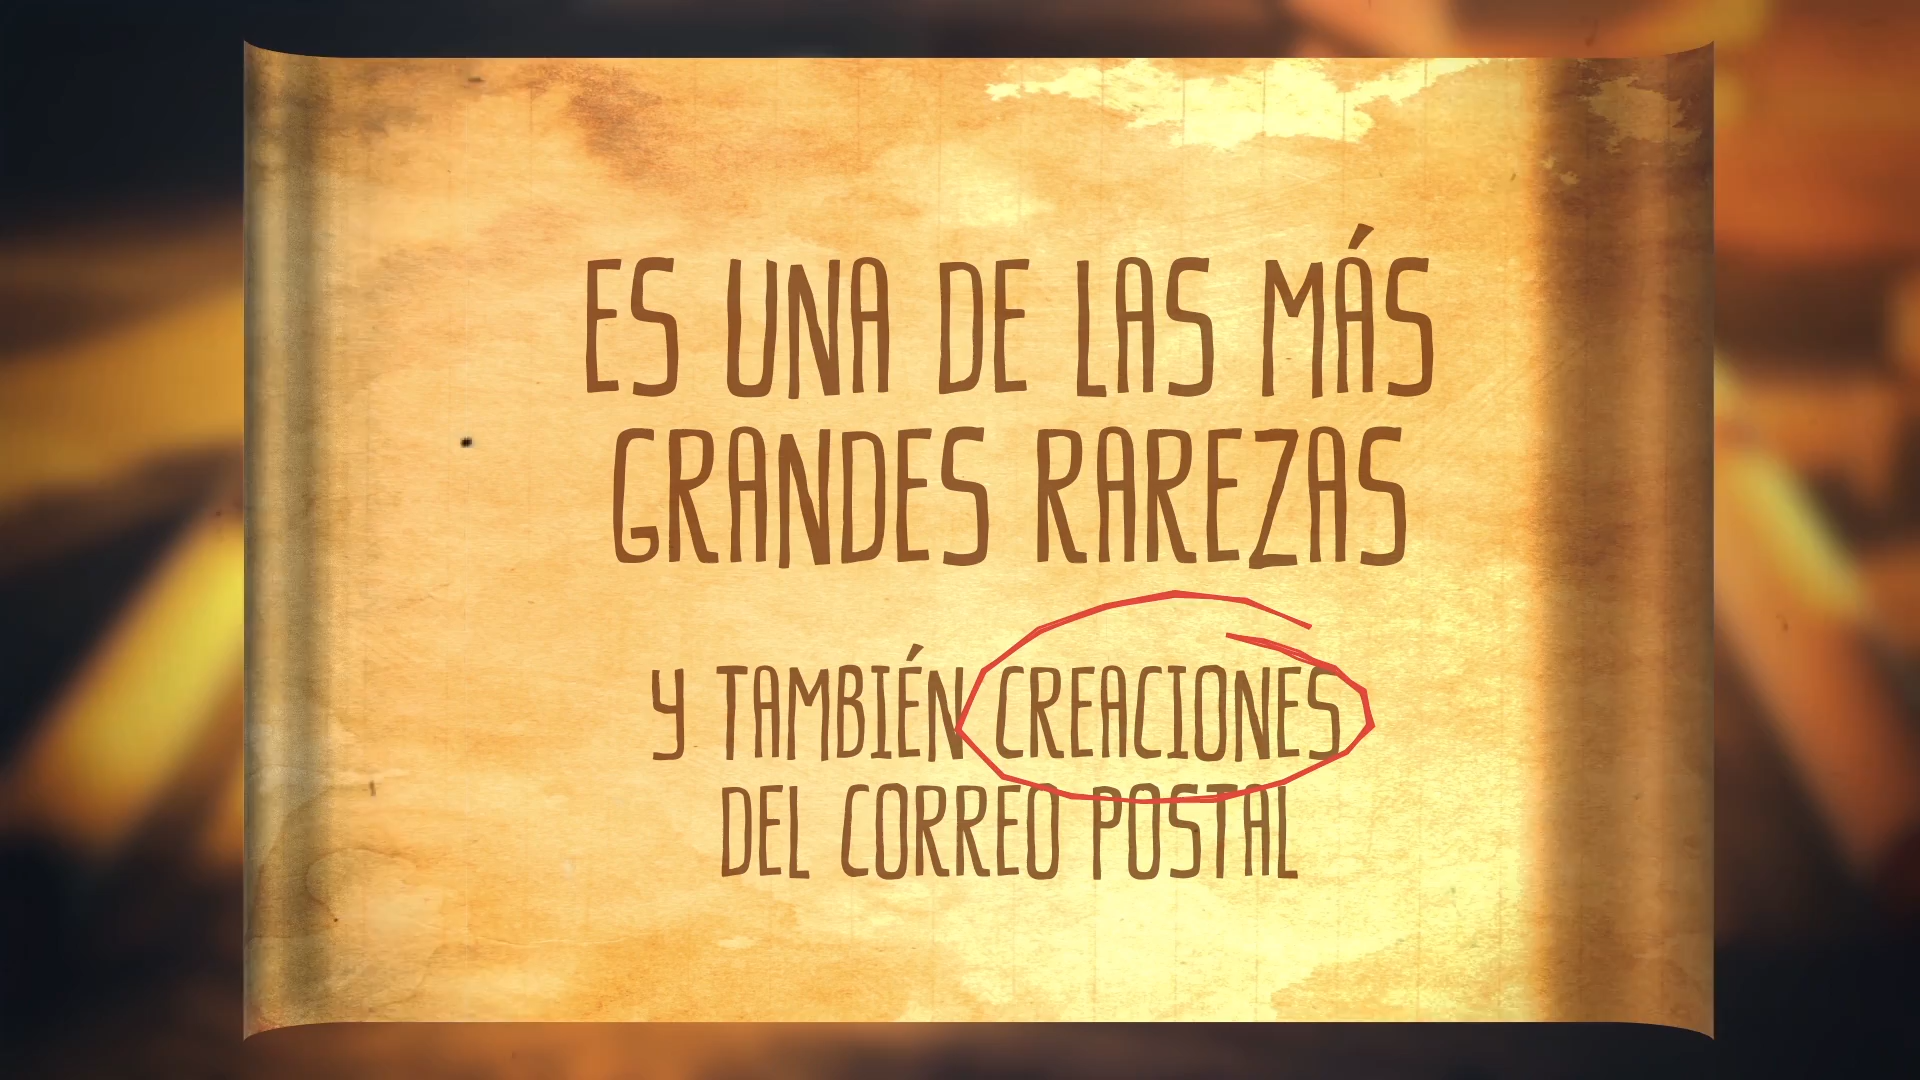 ES UNA DE LAS MÁS
GRANDES RAREZAS
Y TAMBIÉN CREACIONES
DEL CORREO POSTAL